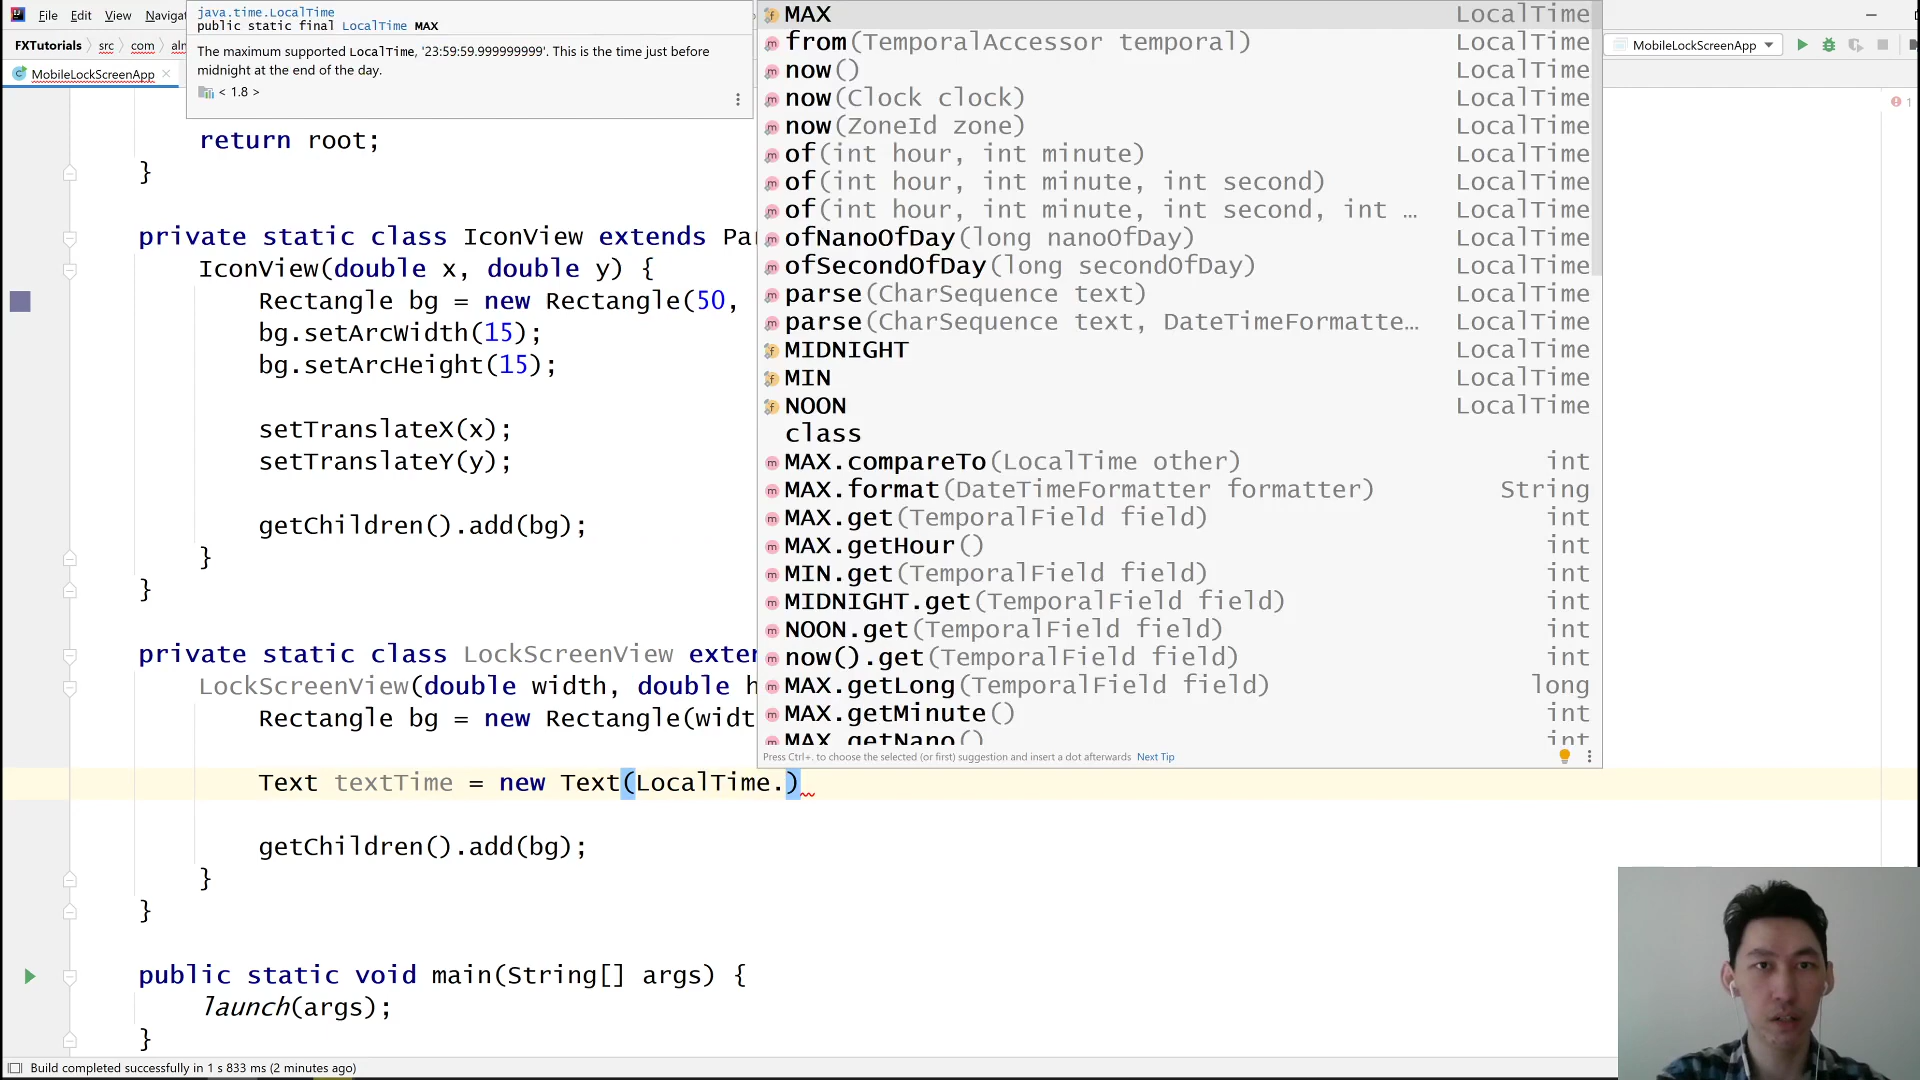 File Edit View Navigat
FXTutorials src com alm
MobileLockScreenApp
java.time.LocalTime
public static final LocalTime MAX
The maximum supported LocalTime, '23:59:59.999999999'. This is the time just before
midnight at the end of the day.
< 1.8 >
MAX LocalTime
from(TemporalAccessor temporal) LocalTime
now() LocalTime
now(Clock clock) LocalTime
now(ZoneId zone) LocalTime
of(int hour, int minute) LocalTime
of(int hour, int minute, int second) LocalTime
of(int hour, int minute, int second, int … LocalTime
ofNanoOfDay(long nanoOfDay) LocalTime
ofSecondOfDay(long secondOfDay) LocalTime
parse(CharSequence text) LocalTime
parse(CharSequence text, DateTimeFormatte… LocalTime
MIDNIGHT LocalTime
MIN LocalTime
NOON LocalTime
class
MAX.compareTo(LocalTime other) int
MAX.format(DateTimeFormatter formatter) String
MAX.get(TemporalField field) int
MAX.getHour() int
MIN.get(TemporalField field) int
MIDNIGHT.get(TemporalField field) int
NOON.get(TemporalField field) int
now().get(TemporalField field) int
MAX.getLong(TemporalField field) long
MAX.getMinute() int
MAX.getNano() int
Press Ctrl+. to choose the selected (or first) suggestion and insert a dot afterwards Next Tip
MobileLockScreenApp
1
return root;
}
private static class IconView extends Pa
IconView(double x, double y) {
Rectangle bg = new Rectangle(50,
bg.setArcWidth(15);
bg.setArcHeight(15);
setTranslateX(x);
setTranslateY(y);
getChildren().add(bg);
}
}
private static class LockScreenView exten
LockScreenView(double width, double h
Rectangle bg = new Rectangle(widt
Text textTime = new Text(LocalTime.)
getChildren().add(bg);
}
}
public static void main(String[] args) {
launch(args);
}
Build completed successfully in 1 s 833 ms (2 minutes ago)